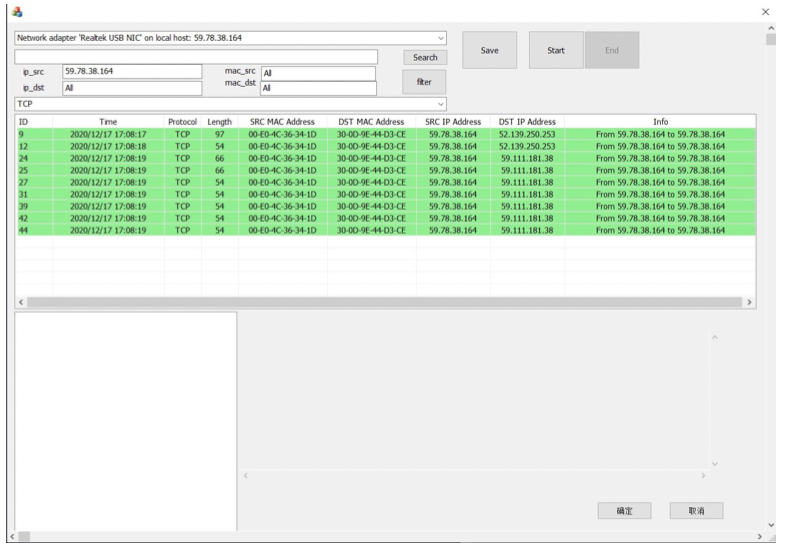 Network adapter 'Realtek USB NIC' on local host: 59.78.38.164
Search
Save
Start
End
ip_src 59.78.38.164 mac_src All
ip_dst All mac_dst All
filter
TCP
ID Time Protocol Length SRC MAC Address DST MAC Address SRC IP Address DST IP Address Info
9 2020/12/17 17:08:17 TCP 97 00-E0-4C-36-34-1D 30-0D-9E-44-D3-CE 59.78.38.164 52.139.250.253 From 59.78.38.164 to 59.78.38.164
12 2020/12/17 17:08:18 TCP 54 00-E0-4C-36-34-1D 30-0D-9E-44-D3-CE 59.78.38.164 52.139.250.253 From 59.78.38.164 to 59.78.38.164
24 2020/12/17 17:08:19 TCP 66 00-E0-4C-36-34-1D 30-0D-9E-44-D3-CE 59.78.38.164 59.111.181.38 From 59.78.38.164 to 59.78.38.164
25 2020/12/17 17:08:19 TCP 66 00-E0-4C-36-34-1D 30-0D-9E-44-D3-CE 59.78.38.164 59.111.181.38 From 59.78.38.164 to 59.78.38.164
27 2020/12/17 17:08:19 TCP 54 00-E0-4C-36-34-1D 30-0D-9E-44-D3-CE 59.78.38.164 59.111.181.38 From 59.78.38.164 to 59.78.38.164
31 2020/12/17 17:08:19 TCP 54 00-E0-4C-36-34-1D 30-0D-9E-44-D3-CE 59.78.38.164 59.111.181.38 From 59.78.38.164 to 59.78.38.164
39 2020/12/17 17:08:19 TCP 54 00-E0-4C-36-34-1D 30-0D-9E-44-D3-CE 59.78.38.164 59.111.181.38 From 59.78.38.164 to 59.78.38.164
42 2020/12/17 17:08:19 TCP 54 00-E0-4C-36-34-1D 30-0D-9E-44-D3-CE 59.78.38.164 59.111.181.38 From 59.78.38.164 to 59.78.38.164
44 2020/12/17 17:08:19 TCP 54 00-E0-4C-36-34-1D 30-0D-9E-44-D3-CE 59.78.38.164 59.111.181.38 From 59.78.38.164 to 59.78.38.164
确定 取消